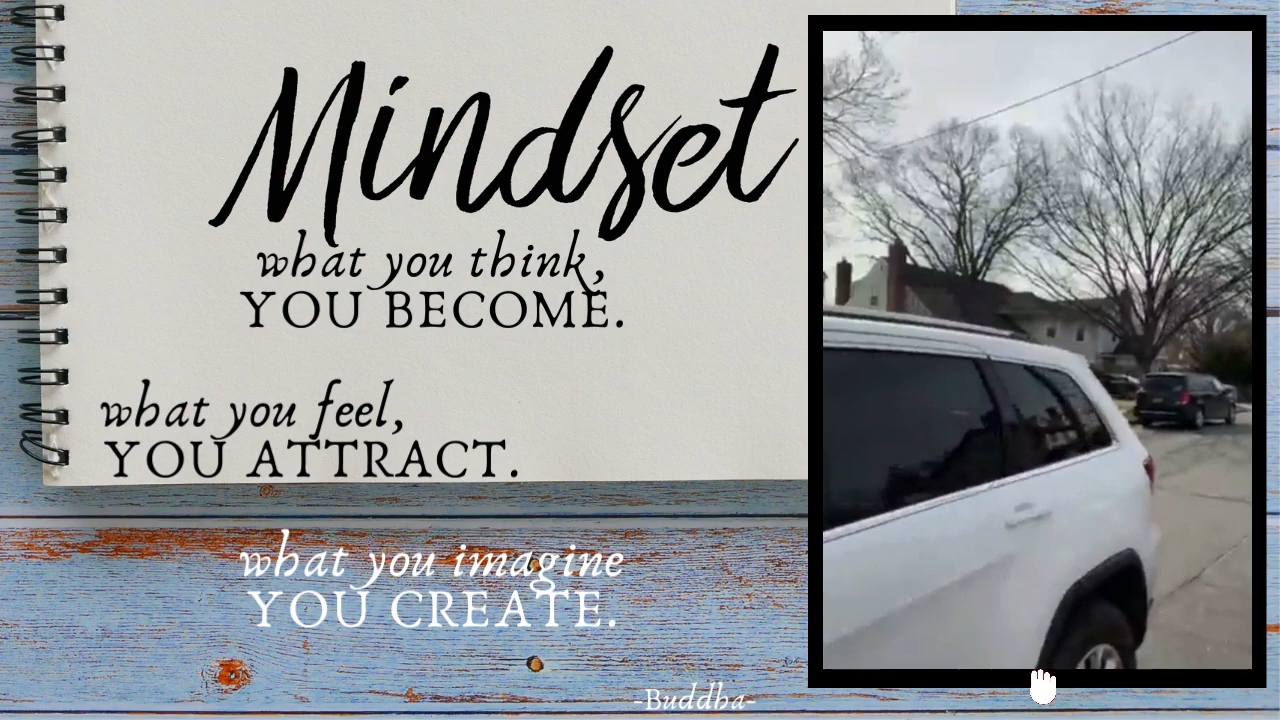 Mindset
what you think,
YOU BECOME.
what you feel,
YOU ATTRACT.
what you imagine
YOU CREATE.
-Buddha-